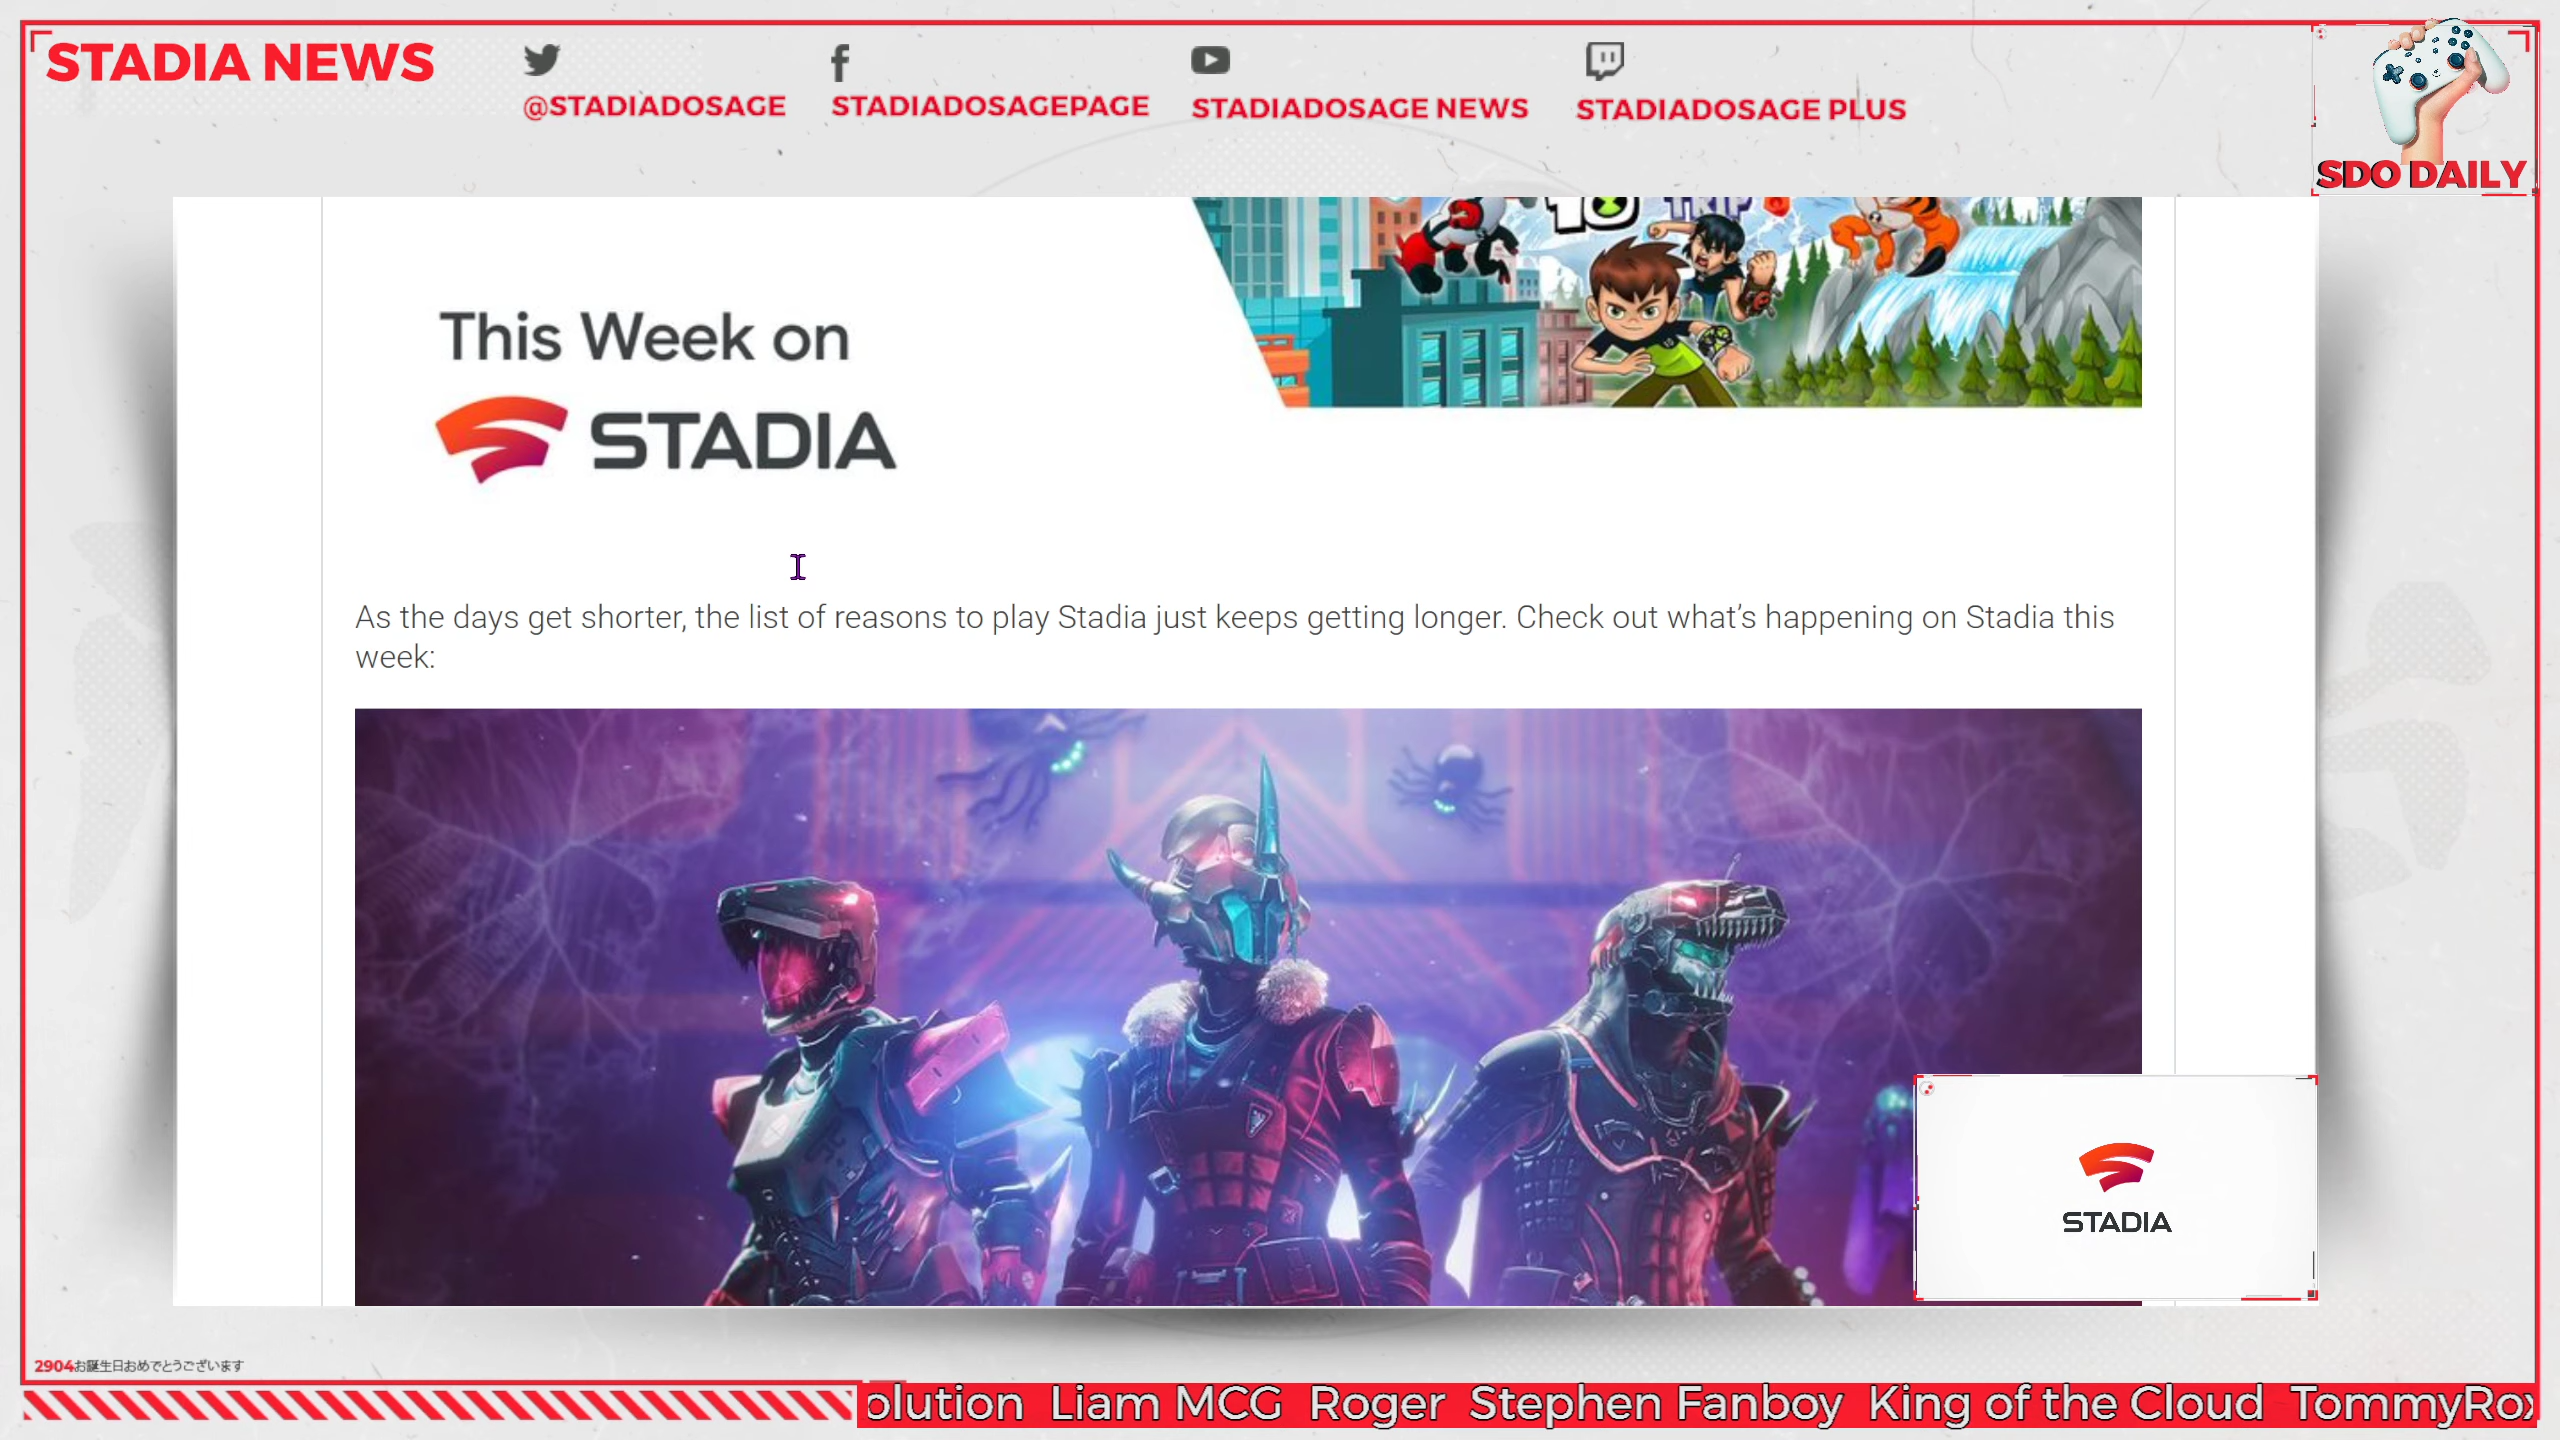 STADIA NEWS
@STADIADOSAGE
STADIADOSAGEPAGE
STADIADOSAGE NEWS
STADIADOSAGE PLUS
SDO DAILY
10
TRIP
This Week on
STADIA
As the days get shorter, the list of reasons to play Stadia just keeps getting longer. Check out what’s happening on Stadia this
week:
STADIA
2904お誕生日おめでとうございます
olution Liam MCG Roger Stephen Fanboy King of the Cloud TommyRox